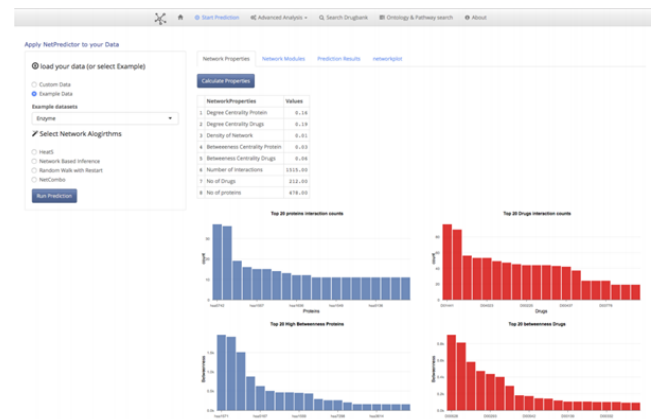 Start Prediction Advanced Analysis Search Drugbank Ontology & Pathway search About
Apply NetPredictor to your Data
load your data (or select Example)
Custom Data
Example Data
Example datasets
Enzyme
Select Network Alogirthms
HeatS
Network Based Inference
Random Walk with Restart
NetCombo
Run Prediction
Network Properties Network Modules Prediction Results networkplot
Calculate Properties
NetworkProperties Values
1 Degree Centrality Protein 0.16
2 Degree Centrality Drugs
3 Density of Network 0.01
4 Betweeness Centrality Protein 0.03
5 Betweeness Centrality Drugs 0.06
6 Number of Interactions 1515.00
7 No of Drugs 212.00
8 No of proteins 478.00
Top 20 proteins interaction counts
count
Proteins
Top 20 Drugs interaction counts
count
Drugs
Top 20 High Betweenness Proteins
Betweenness
Top 20 betweenness Drugs
Betweenness